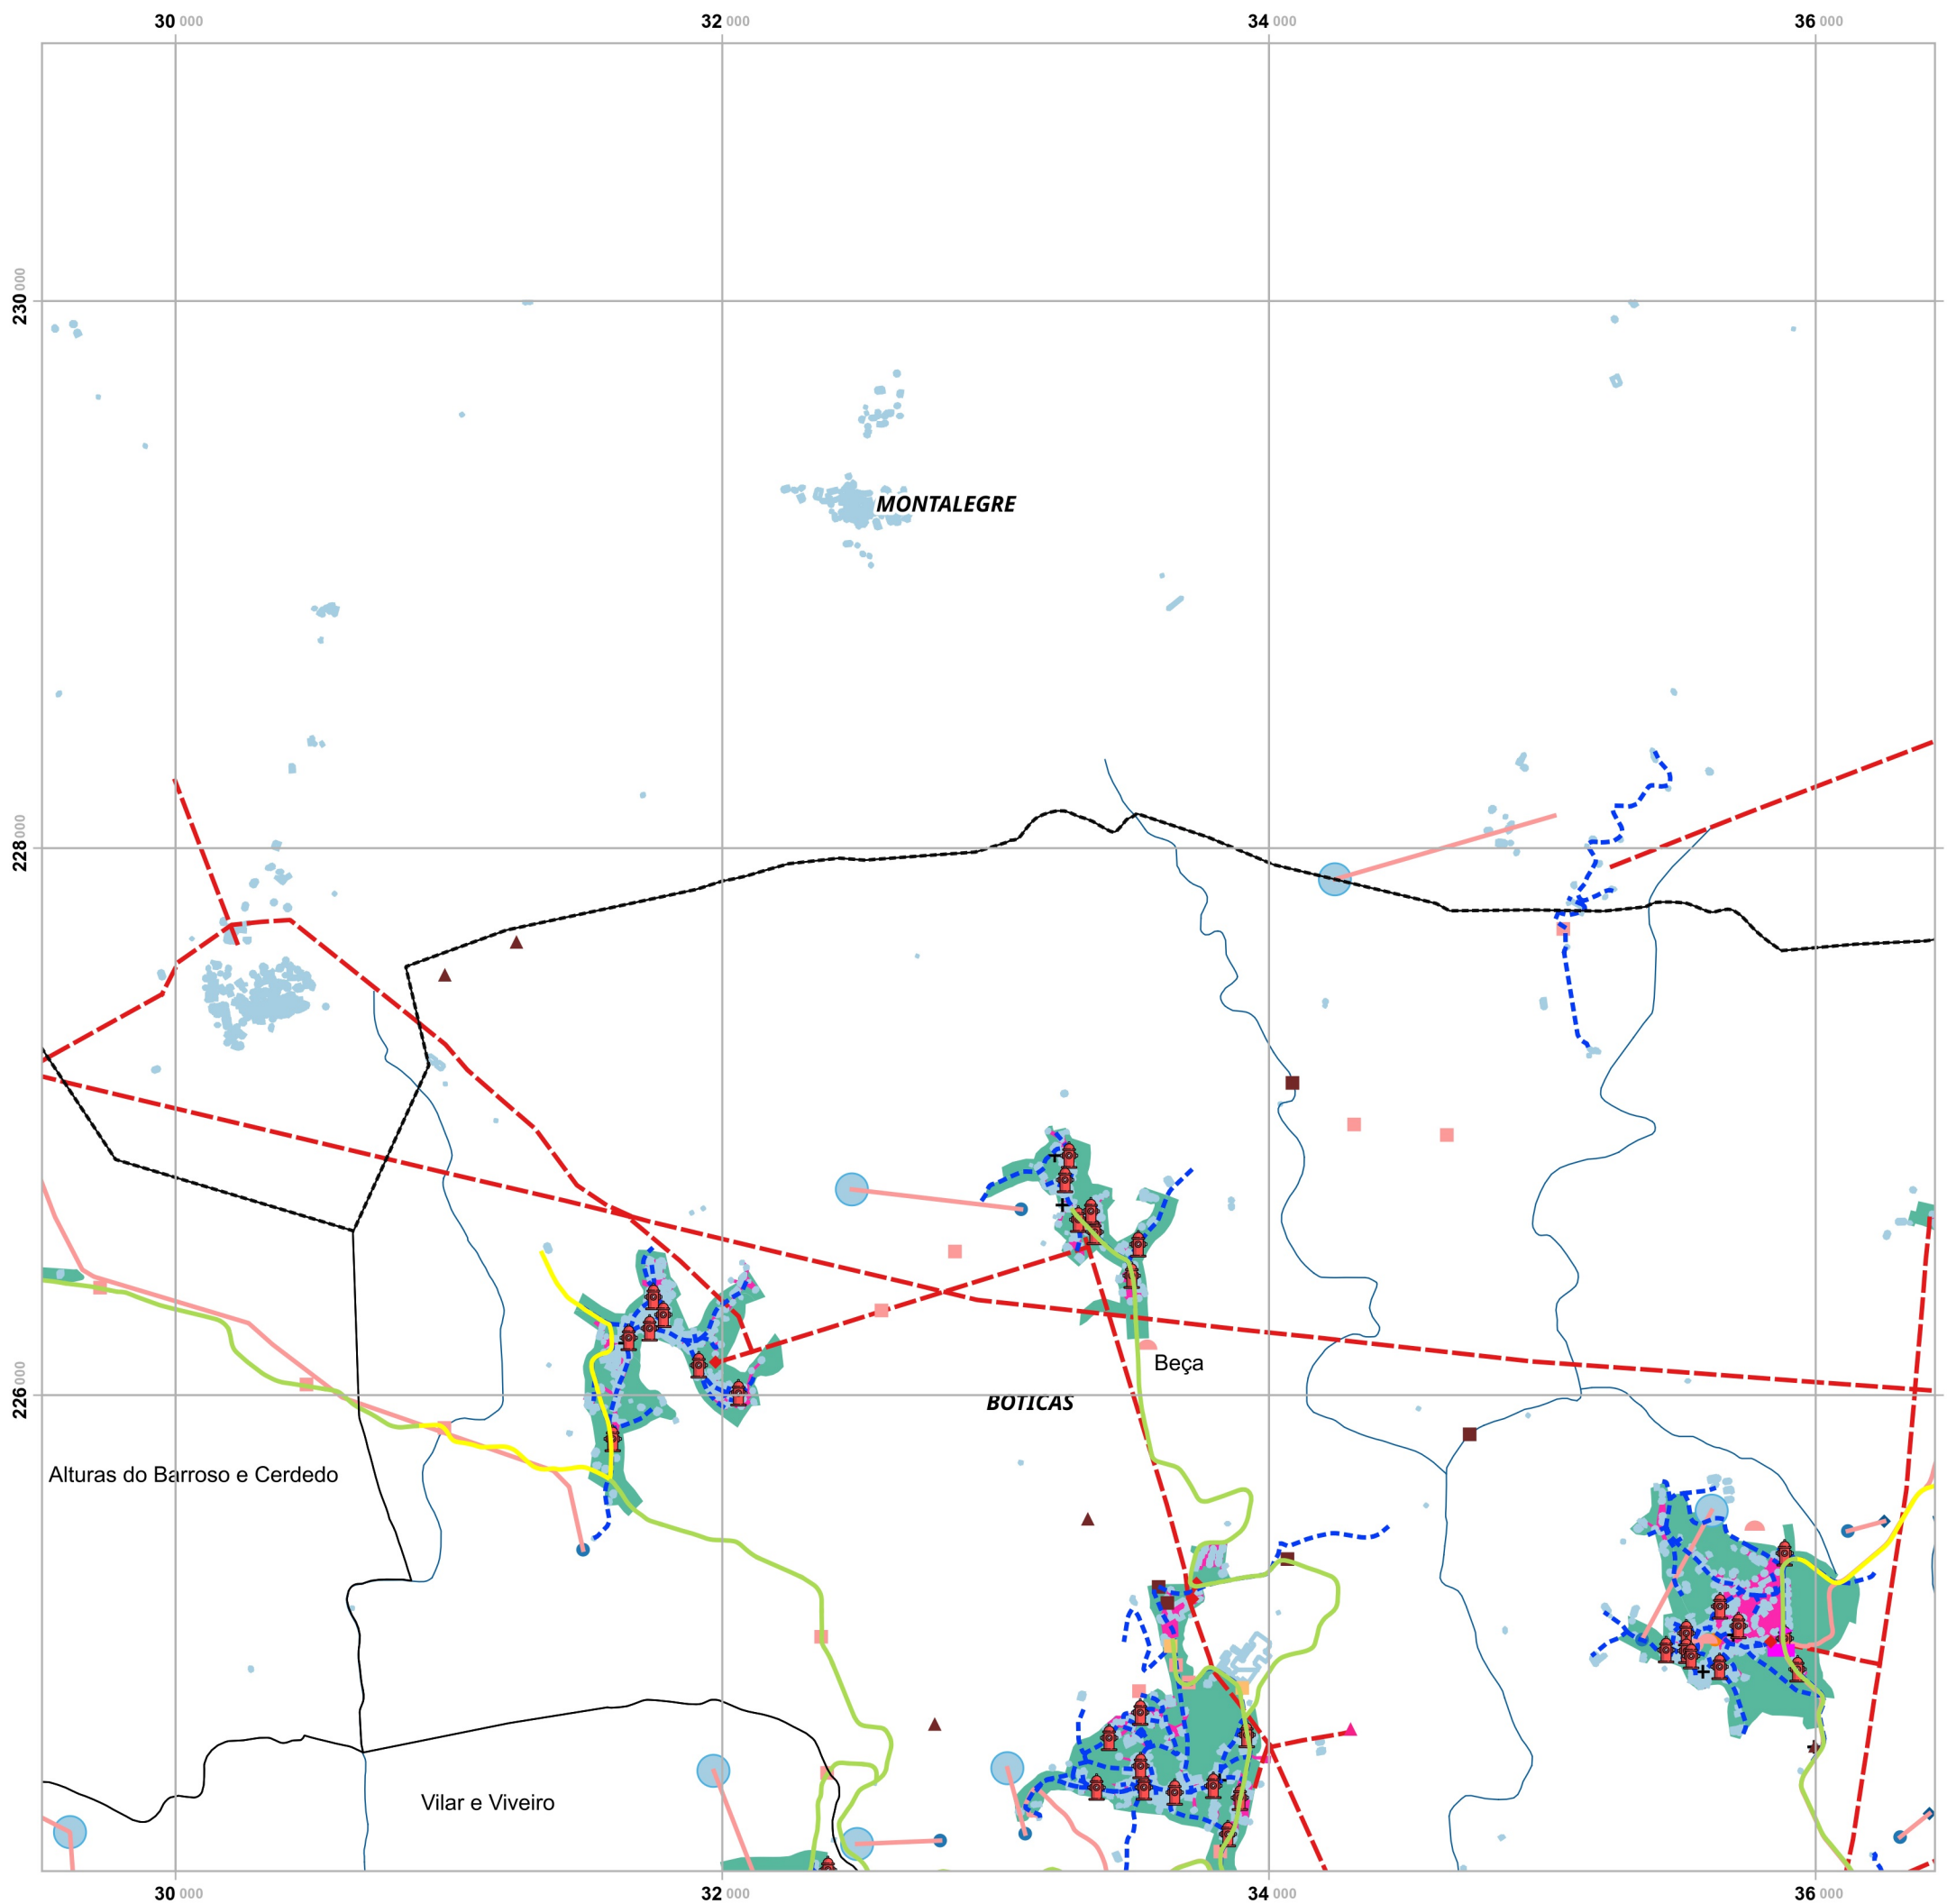 30 000 32 000 34 000 36 000
230 000
MONTALEGRE
228 000
Beça
226 000
BOTICAS
Alturas do Barroso e Cerdedo
Vilar e Viveiro
30 000 32 000 34 000 36 000